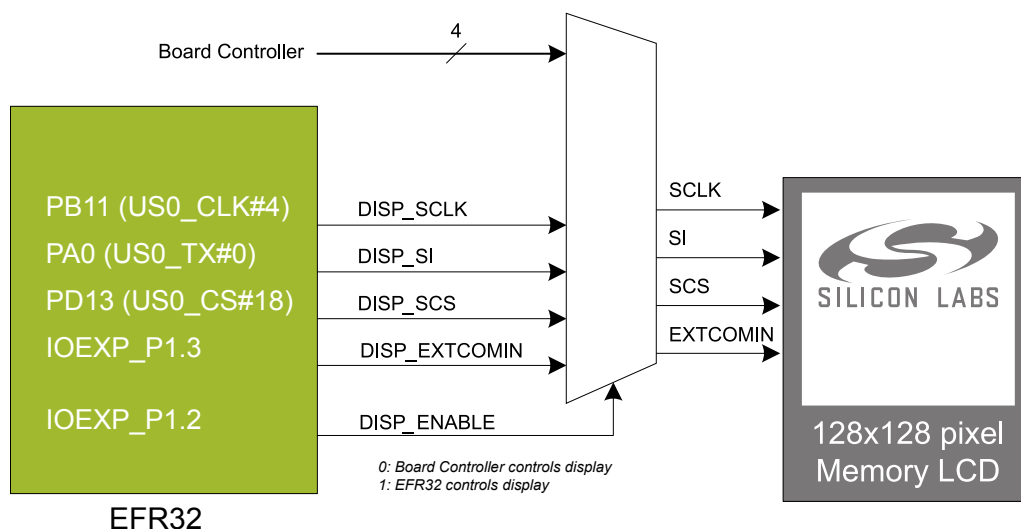 4
Board Controller
PB11 (US0_CLK#4)
PA0 (US0_TX#0)
PD13 (US0_CS#18)
IOEXP_P1.3
IOEXP_P1.2
EFR32
DISP_SCLK
DISP_SI
DISP_SCS
DISP_EXTCOMIN
DISP_ENABLE
0: Board Controller controls display
1: EFR32 controls display
SCLK
SI
SCS
EXTCOMIN
SILICON LABS
128x128 pixel
Memory LCD